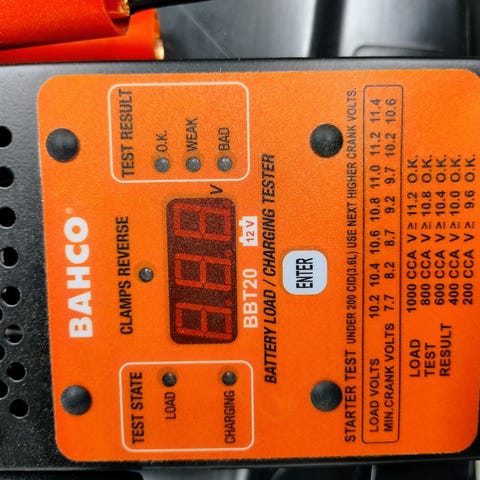 BAHCO®
TEST STATE
LOAD
CHARGING
CLAMPS REVERSE
TEST RESULT
O.K.
WEAK
BAD
8.8.8 V
BBT20 12 V
BATTERY LOAD / CHARGING TESTER
ENTER
STARTER TEST UNDER 200 CID(3.6L) USE NEXT HIGHER CRANK VOLTS.
LOAD VOLTS 10.2 10.4 10.6 10.8 11.0 11.2 11.4
MIN.CRANK VOLTS 7.7 8.2 8.7 9.2 9.7 10.2 10.6
LOAD TEST RESULT
1000 CCA V ≥ 11.2 O.K.
800 CCA V ≥ 10.8 O.K.
600 CCA V ≥ 10.4 O.K.
400 CCA V ≥ 10.0 O.K.
200 CCA V ≥ 9.6 O.K.